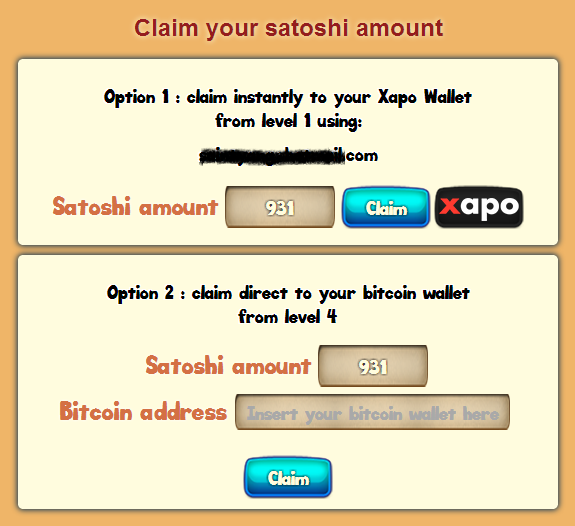 Claim your satoshi amount
Option 1 : claim instantly to your Xapo Wallet
from level 1 using:
.com
Satoshi amount 931 Claim xapo
Option 2 : claim direct to your bitcoin wallet
from level 4
Satoshi amount 931
Bitcoin address Insert your bitcoin wallet here
Claim